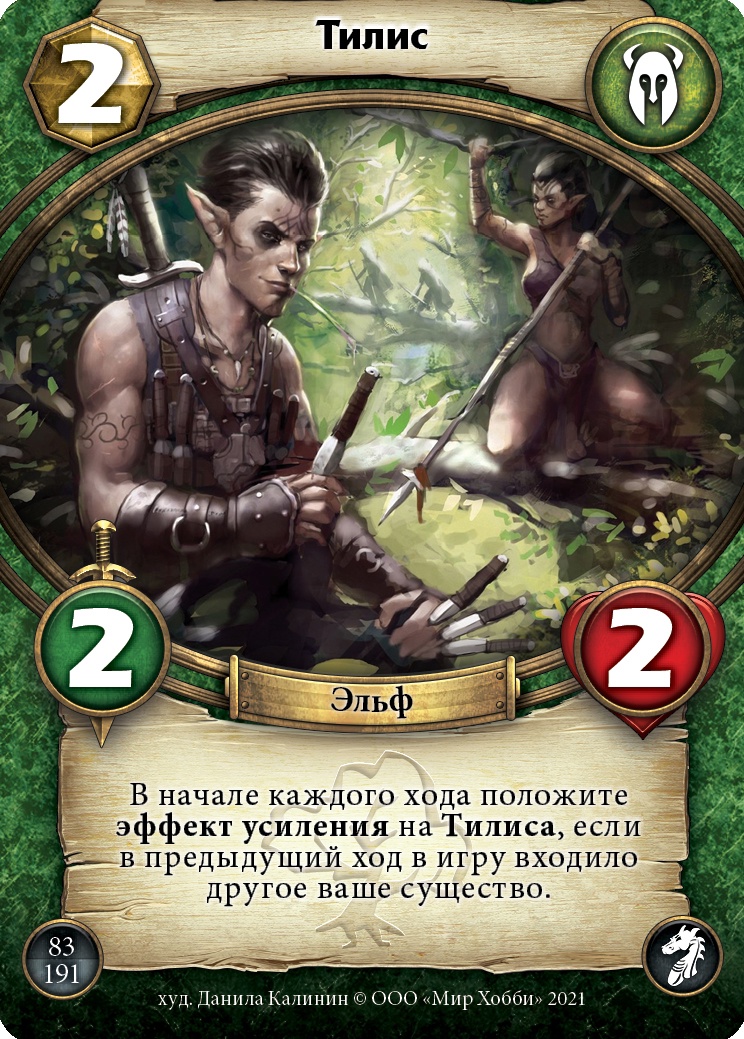 Тилис
2
2
2
Эльф
В начале каждого хода положите
эффект усиления на Тилиса, если
в предыдущий ход в игру входило
другое ваше существо.
83
191
худ. Данила Калинин © ООО «Мир Хобби» 2021